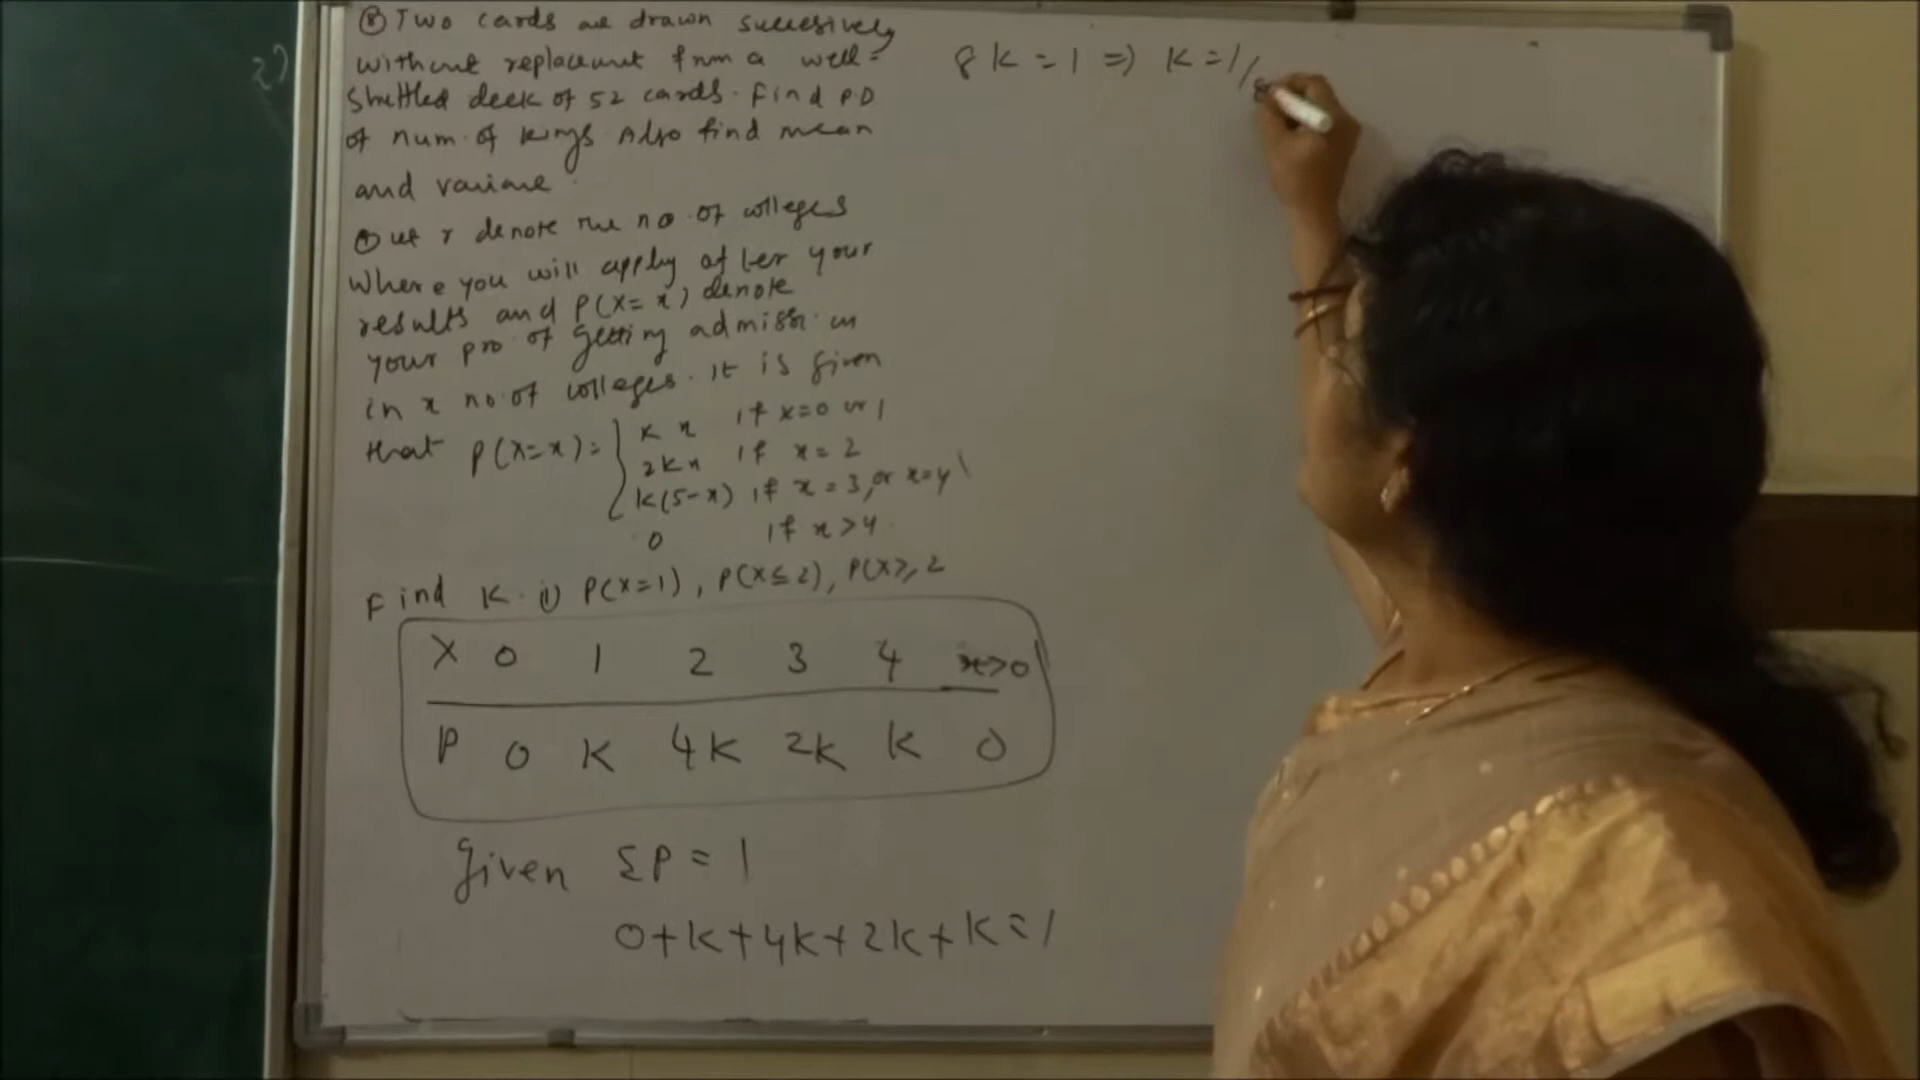 ⑧ Two cards are drawn succesively
without replacement from a well-
shuffled deck of 52 cards. Find P.D
of num. of kings Also find mean
and variance.
⑨ Let x denote the no. of colleges
where you will apply after your
results and P(X=x) denote
your pro of getting admissi. in
in x no. of colleges. It is given
that P(X=x) = { kx if x=0 or 1
2kx if x=2
k(5-x) if x=3, or x=4
0 if x>4.
Find K. i) P(x=1), P(x≤2), P(x≥2
X 0 1 2 3 4 x>0
P 0 K 4K 2K K 0
Given ΣP = 1
0+K+4K+2K+K=1
8K=1 => K=1/8
2)